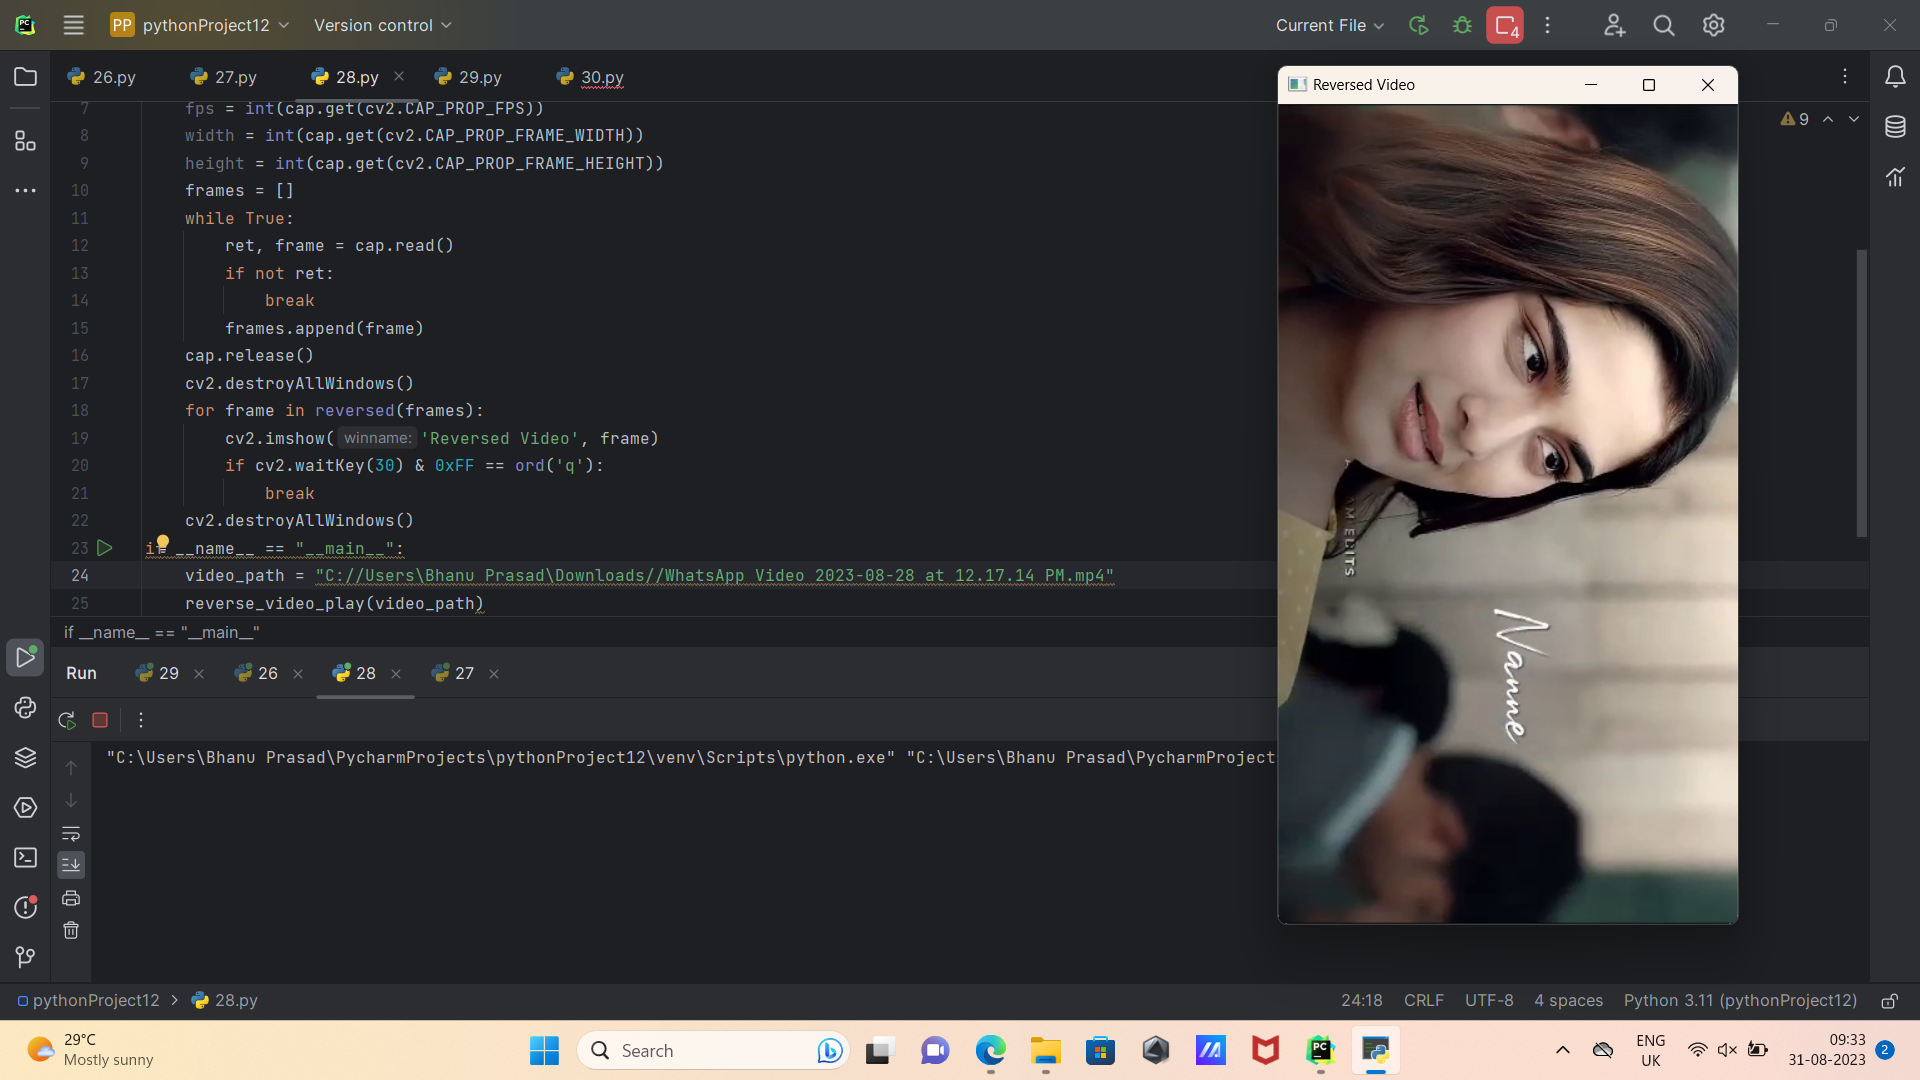 PP pythonProject12 Version control Current File 4
26.py 27.py 28.py 29.py 30.py
Reversed Video
9
7 fps = int(cap.get(cv2.CAP_PROP_FPS))
8 width = int(cap.get(cv2.CAP_PROP_FRAME_WIDTH))
9 height = int(cap.get(cv2.CAP_PROP_FRAME_HEIGHT))
10 frames = []
11 while True:
12 ret, frame = cap.read()
13 if not ret:
14 break
15 frames.append(frame)
16 cap.release()
17 cv2.destroyAllWindows()
18 for frame in reversed(frames):
19 cv2.imshow( winname: 'Reversed Video', frame)
20 if cv2.waitKey(30) & 0xFF == ord('q'):
21 break
22 cv2.destroyAllWindows()
23 if __name__ == "__main__":
24 video_path = "C://Users\Bhanu Prasad\Downloads//WhatsApp Video 2023-08-28 at 12.17.14 PM.mp4"
25 reverse_video_play(video_path)
if __name__ == "__main__"
EDITS
Nanne
Run 29 26 28 27
"C:\Users\Bhanu Prasad\PycharmProjects\pythonProject12\venv\Scripts\python.exe" "C:\Users\Bhanu Prasad\PycharmProject
pythonProject12 > 28.py 24:18 CRLF UTF-8 4 spaces Python 3.11 (pythonProject12)
29°C
Mostly sunny
Search
PC
ENG
UK
09:33
31-08-2023
2